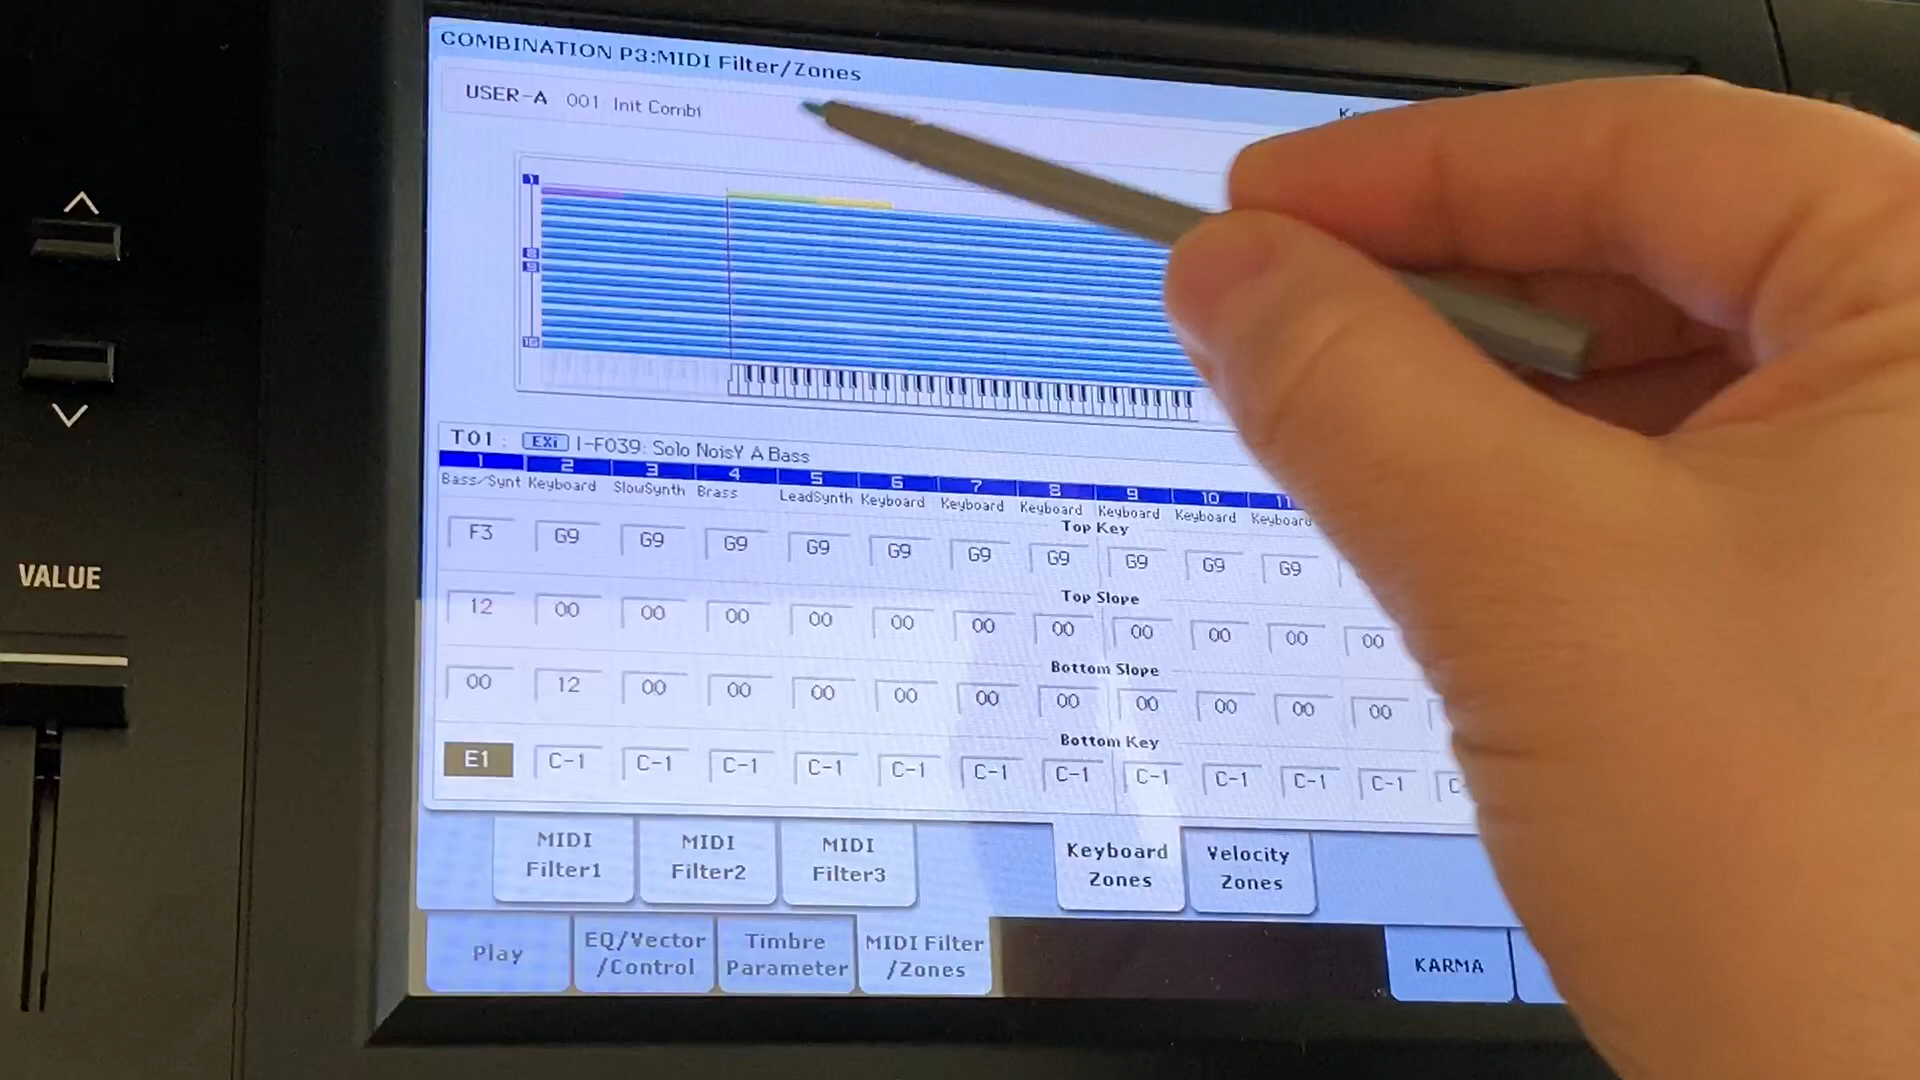 COMBINATION P3:MIDI Filter/Zones
USER-A 001 Init Combi
1
8
9
16
T01 : EXi I-F039: Solo NoisY A Bass
1 2 3 4 5 6 7 8 9 10 11
Bass/Synt Keyboard SlowSynth Brass LeadSynth Keyboard Keyboard Keyboard Keyboard Keyboard Keyboard
Top Key
F3 G9 G9 G9 G9 G9 G9 G9 G9 G9 G9
Top Slope
12 00 00 00 00 00 00 00 00 00 00 00
Bottom Slope
00 12 00 00 00 00 00 00 00 00 00 00
Bottom Key
E1 C-1 C-1 C-1 C-1 C-1 C-1 C-1 C-1 C-1 C-1 C-1
MIDI Filter1
MIDI Filter2
MIDI Filter3
Keyboard Zones
Velocity Zones
Play
EQ/Vector /Control
Timbre Parameter
MIDI Filter /Zones
KARMA
VALUE